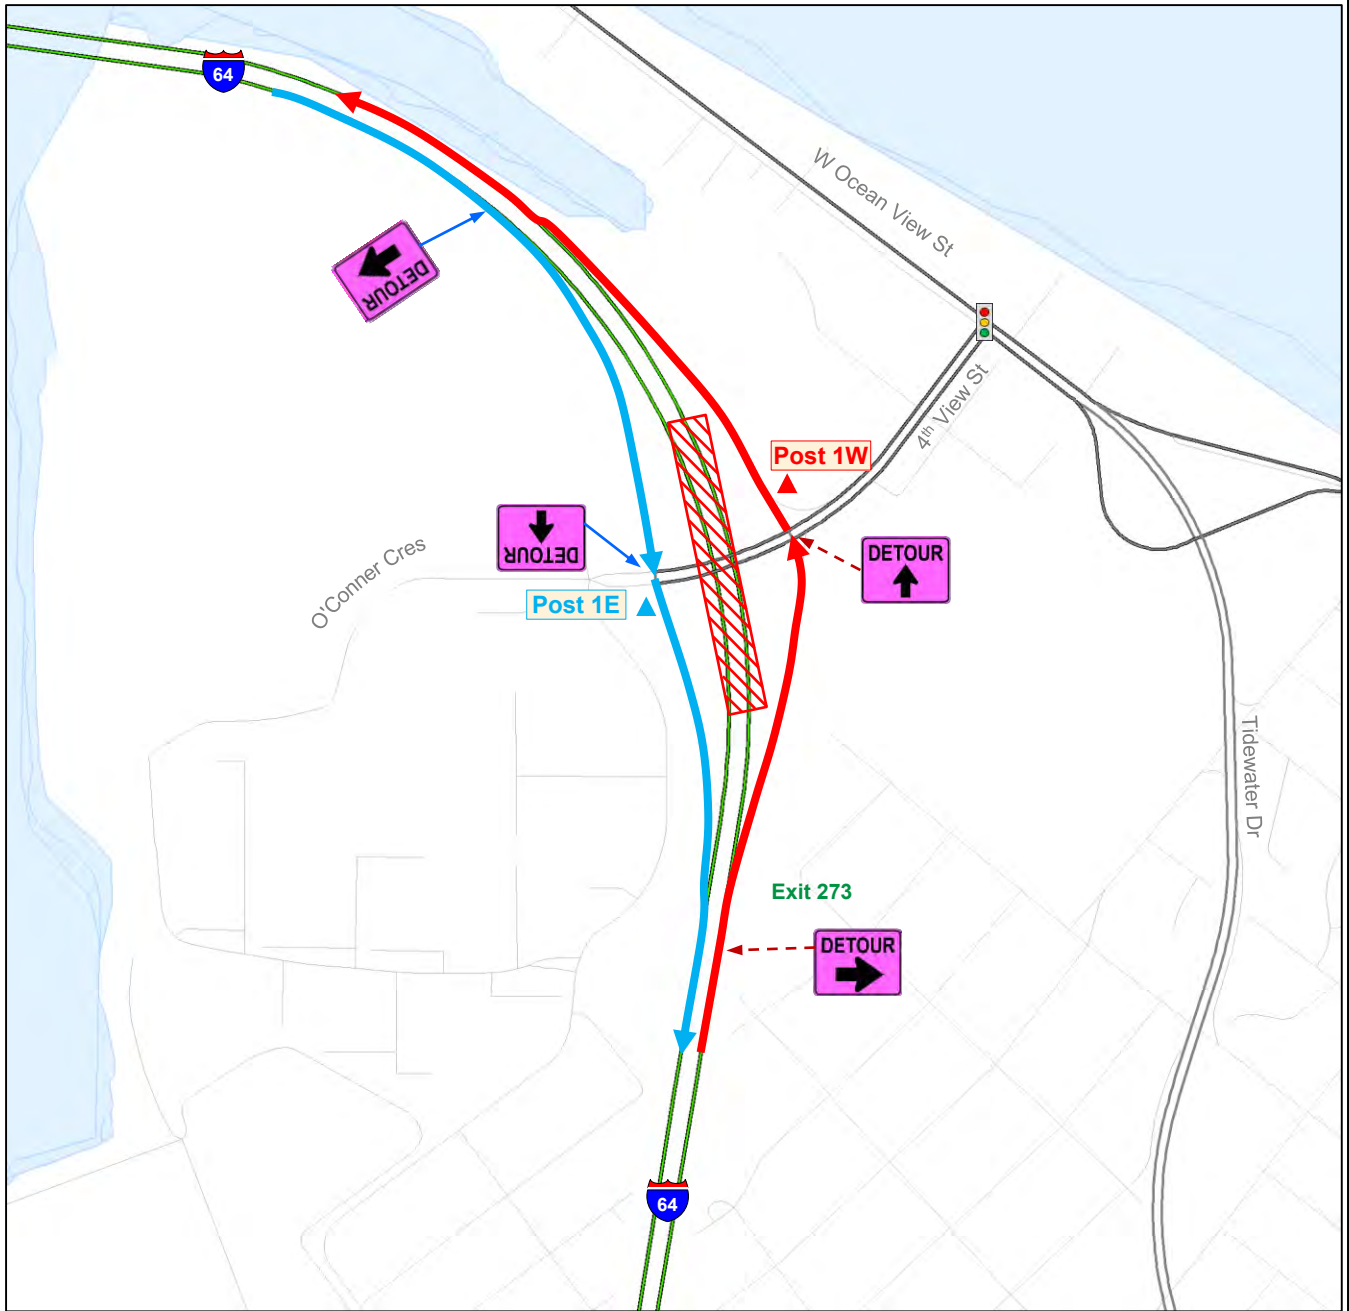 64
W Ocean View St
DETOUR
4th View St
Post 1W
DETOUR
DETOUR
O'Conner Cres
Post 1E
Tidewater Dr
Exit 273
DETOUR
64